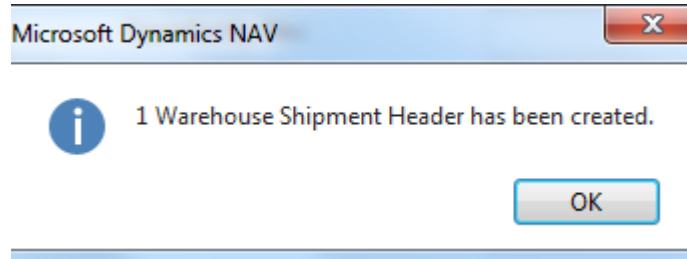 Microsoft Dynamics NAV
1 Warehouse Shipment Header has been created.
OK